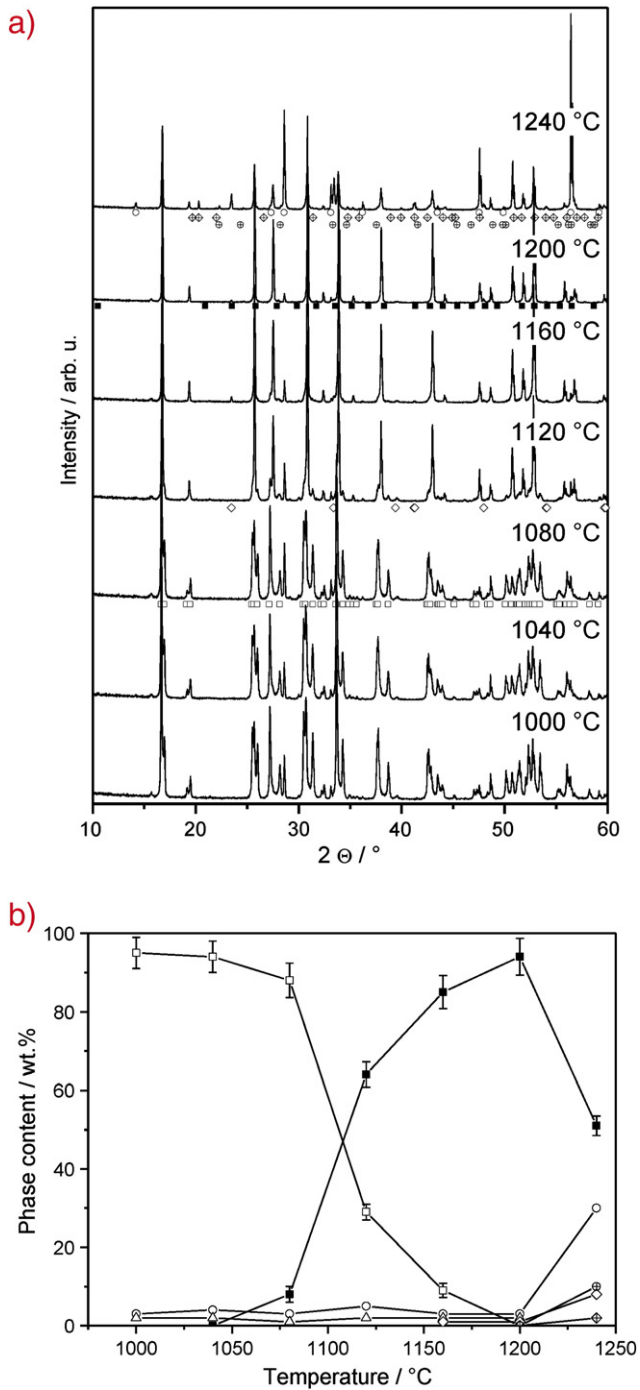 a)
1240 °C
1200 °C
1160 °C
1120 °C
1080 °C
1040 °C
1000 °C
Intensity / arb. u.
10 20 30 40 50 60
2 Θ / °
b)
100
80
60
40
20
0
Phase content / wt.%
1000 1050 1100 1150 1200 1250
Temperature / °C